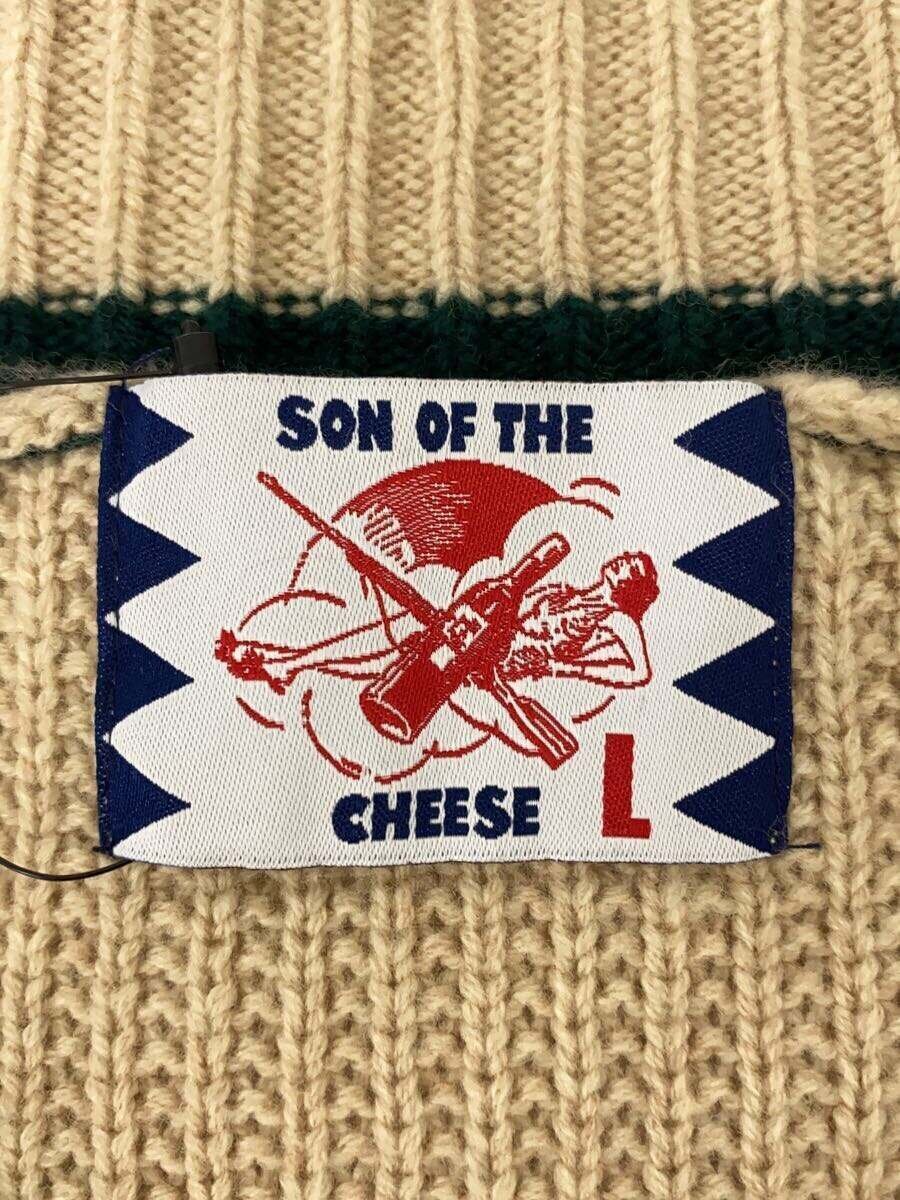 SON OF THE
CHEESE
L